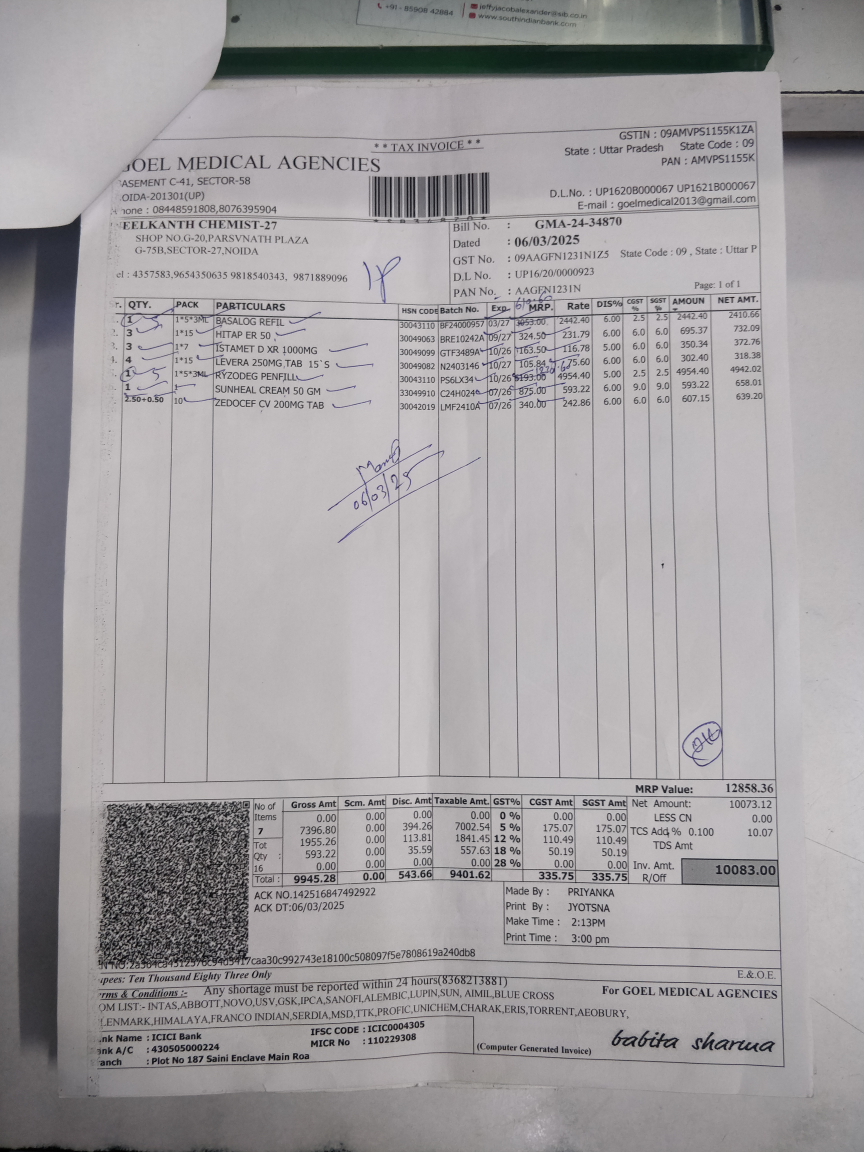 +91 - 85908 42884
jeffyjacobalexander@sib.co.in
www.southindianbank.com
* * TAX INVOICE * *
GSTIN : 09AMVPS1155K1ZA
State : Uttar Pradesh State Code : 09
PAN : AMVPS1155K
GOEL MEDICAL AGENCIES
BASEMENT C-41, SECTOR-58
OIDA-201301(UP)
hone : 08448591808,8076395904
D.L.No. : UP1620B000067 UP1621B000067
E-mail : goelmedical2013@gmail.com
EELKANTH CHEMIST-27
SHOP NO.G-20,PARSVNATH PLAZA
G-75B,SECTOR-27,NOIDA
el : 4357583,9654350635 9818540343, 9871889096
Bill No. : GMA-24-34870
Dated : 06/03/2025
GST No. : 09AAGFN1231N1Z5 State Code : 09 , State : Uttar P
D.L No. : UP16/20/0000923
PAN No. : AAGFN1231N
Page: 1 of 1
QTY. PACK PARTICULARS HSN CODE Batch No. Exp. MRP. Rate DIS% CGST % SGST % AMOUN NET AMT.
1 1*5*3ML BASALOG REFIL 30043110 BF24000957 03/27 3053.00 2442.40 6.00 2.5 2.5 2442.40 2410.66
3 1*15 HITAP ER 50 30049063 BRE10242A 09/27 324.50 231.79 6.00 6.0 6.0 695.37 732.09
3 1*7 ISTAMET D XR 1000MG 30049099 GTF3489A 10/26 163.50 116.78 5.00 6.0 6.0 350.34 372.76
4 1*15 LEVERA 250MG TAB 15`S 30049082 N2403146 10/27 105.84 75.60 6.00 6.0 6.0 302.40 318.38
1 5 1*5*3ML RYZODEG PENFILL 30043110 PS6LX34 10/26 6193.00 4954.40 5.00 2.5 2.5 4954.40 4942.02
1 1 SUNHEAL CREAM 50 GM 33049910 C24H024 07/26 875.00 593.22 6.00 9.0 9.0 593.22 658.01
2.50+0.50 10 ZEDOCEF CV 200MG TAB 30042019 LMF2410A 07/26 340.00 242.86 6.00 6.0 6.0 607.15 639.20
06/03/25
OK
MRP Value: 12858.36
No of Items 7
Tot Qty : 16
Gross Amt Scm. Amt Disc. Amt Taxable Amt. GST% CGST Amt SGST Amt
0.00 0.00 0.00 0.00 0 % 0.00 0.00
7396.80 0.00 394.26 7002.54 5 % 175.07 175.07
1955.26 0.00 113.81 1841.45 12 % 110.49 110.49
593.22 0.00 35.59 557.63 18 % 50.19 50.19
0.00 0.00 0.00 0.00 28 % 0.00 0.00
Total : 9945.28 0.00 543.66 9401.62 335.75 335.75
Net Amount: 10073.12
LESS CN 0.00
TCS Add % 0.100 10.07
TDS Amt
Inv. Amt. R/Off 10083.00
ACK NO.142516847492922
ACK DT:06/03/2025
Made By : PRIYANKA
Print By : JYOTSNA
Make Time : 2:13PM
Print Time : 3:00 pm
upees: Ten Thousand Eighty Three Only
E.& O.E.
rms & Conditions :- Any shortage must be reported within 24 hours(8368213881)
OM LIST:- INTAS,ABBOTT,NOVO,USV,GSK,IPCA,SANOFI,ALEMBIC,LUPIN,SUN, AIMIL,BLUE CROSS
LENMARK,HIMALAYA,FRANCO INDIAN,SERDIA,MSD,TTK,PROFIC,UNICHEM,CHARAK,ERIS,TORRENT,AEOBURY,
For GOEL MEDICAL AGENCIES
nk Name : ICICI Bank
nk A/C : 430505000224
anch : Plot No 187 Saini Enclave Main Roa
IFSC CODE : ICIC0004305
MICR No : 110229308
(Computer Generated Invoice)
babita sharma